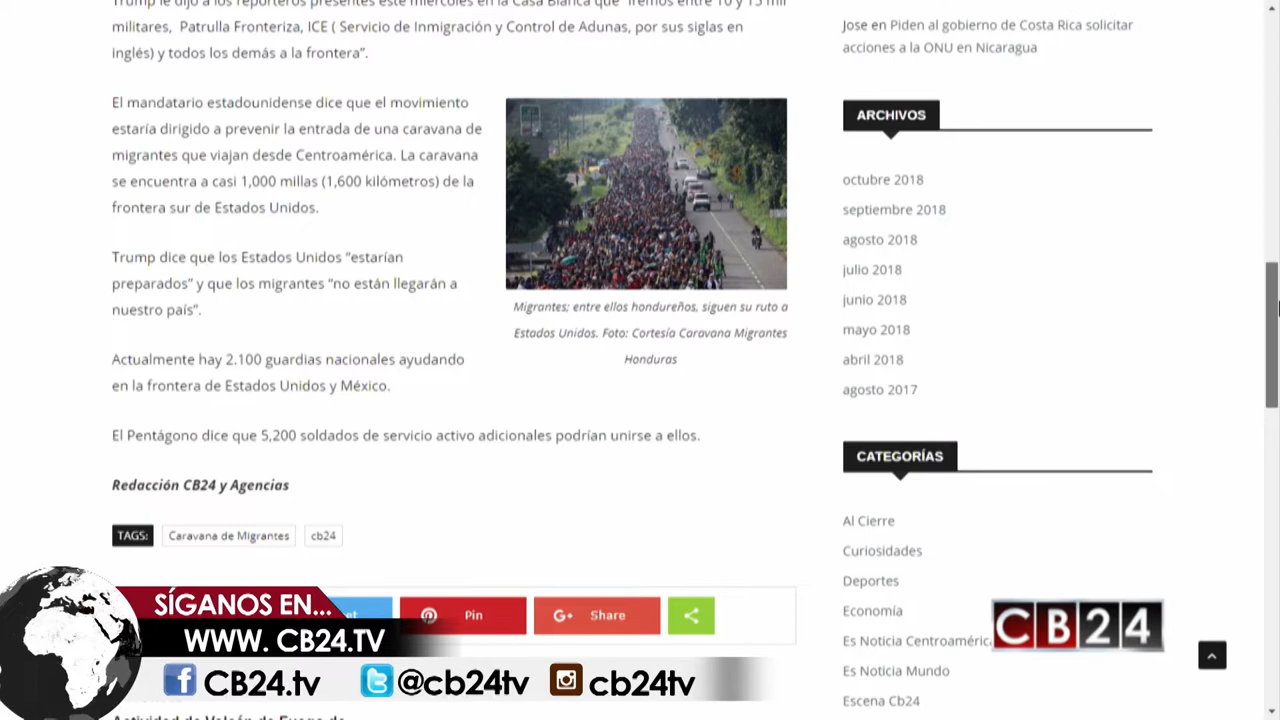 Trump le dijo a los reporteros presentes este miércoles en la Casa Blanca que "iremos entre 10 y 15 mil
militares, Patrulla Fronteriza, ICE ( Servicio de Inmigración y Control de Adunas, por sus siglas en
inglés) y todos los demás a la frontera”.
El mandatario estadounidense dice que el movimiento
estaría dirigido a prevenir la entrada de una caravana de
migrantes que viajan desde Centroamérica. La caravana
se encuentra a casi 1,000 millas (1,600 kilómetros) de la
frontera sur de Estados Unidos.
Trump dice que los Estados Unidos “estarían
preparados” y que los migrantes “no están llegarán a
nuestro país”.
Actualmente hay 2.100 guardias nacionales ayudando
en la frontera de Estados Unidos y México.
El Pentágono dice que 5,200 soldados de servicio activo adicionales podrían unirse a ellos.
Redacción CB24 y Agencias
Migrantes; entre ellos hondureños, siguen su ruto a
Estados Unidos. Foto: Cortesía Caravana Migrantes
Honduras
TAGS: Caravana de Migrantes cb24
et Pin G+ Share
Jose en Piden al gobierno de Costa Rica solicitar
acciones a la ONU en Nicaragua
ARCHIVOS
octubre 2018
septiembre 2018
agosto 2018
julio 2018
junio 2018
mayo 2018
abril 2018
agosto 2017
CATEGORÍAS
Al Cierre
Curiosidades
Deportes
Economía
Es Noticia Centroaméric
Es Noticia Mundo
Escena Cb24
CB24
SÍGANOS EN...
WWW. CB24.TV
CB24.tv @cb24tv cb24tv
Actividad de Volcán de Fuego de